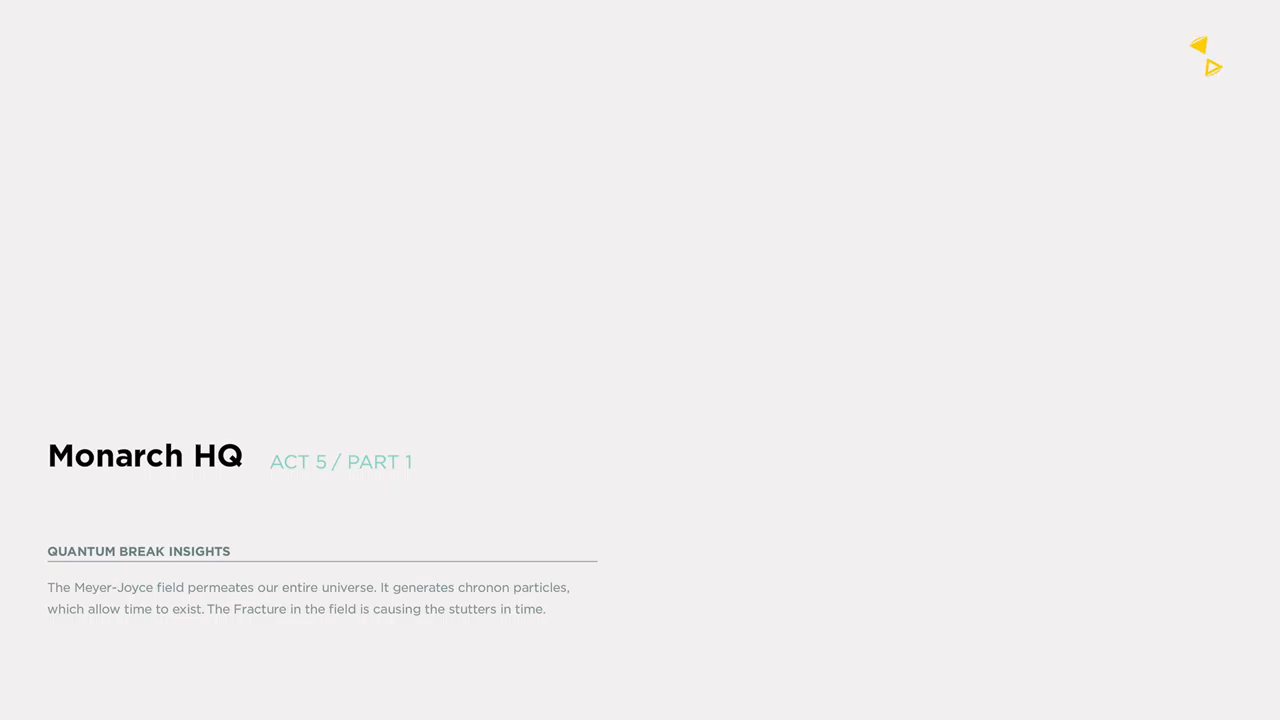 Monarch HQ ACT 5 / PART 1
QUANTUM BREAK INSIGHTS
The Meyer-Joyce field permeates our entire universe. It generates chronon particles,
which allow time to exist. The Fracture in the field is causing the stutters in time.